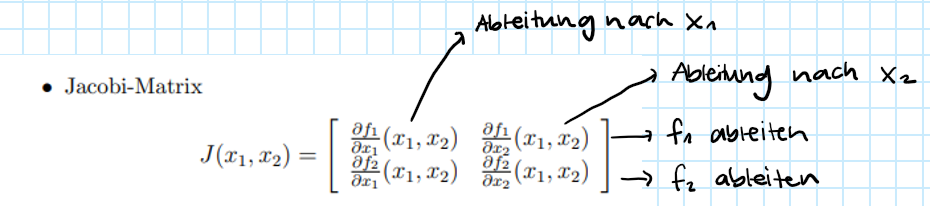 Ableitung nach x₁
Ableitung nach x₂
• Jacobi-Matrix
J(x₁, x₂) = [ ∂f₁/∂x₁ (x₁, x₂) ∂f₁/∂x₂ (x₁, x₂) ] → f₁ ableiten
[ ∂f₂/∂x₁ (x₁, x₂) ∂f₂/∂x₂ (x₁, x₂) ] → f₂ ableiten